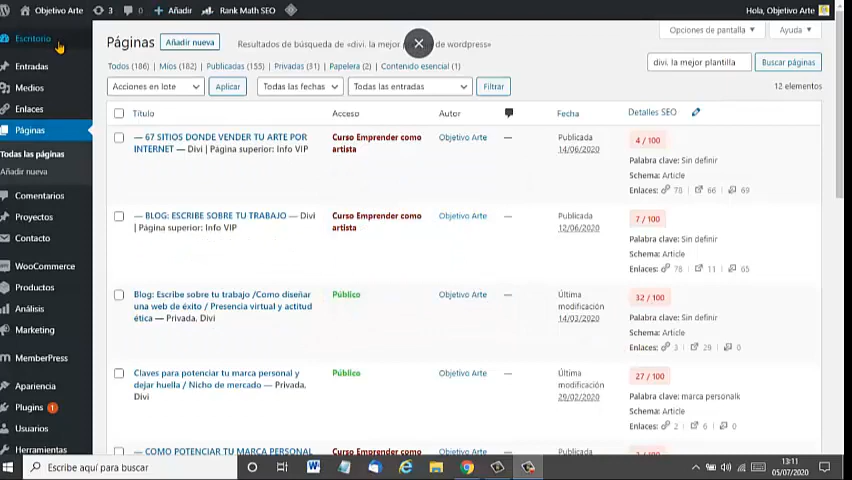 Objetivo Arte 3 0 Añadir Rank Math SEO Hola, Objetivo Arte
Escritorio
Entradas
Medios
Enlaces
Páginas
Todas las páginas
Añadir nueva
Comentarios
Proyectos
Contacto
WooCommerce
Productos
Análisis
Marketing
MemberPress
Apariencia
Plugins 1
Usuarios
Herramientas
Opciones de pantalla Ayuda
Páginas Añadir nueva Resultados de búsqueda de «divi. la mejor de wordpress»
Todos (186) | Míos (182) | Publicadas (155) | Privadas (31) | Papelera (2) | Contenido esencial (1)
divi. la mejor plantilla Buscar páginas
Acciones en lote Aplicar Todas las fechas Todas las entradas Filtrar 12 elementos
Título Acceso Autor Fecha Detalles SEO
— 67 SITIOS DONDE VENDER TU ARTE POR
INTERNET — Divi | Página superior: Info VIP
Curso Emprender como
artista
Objetivo Arte
—
Publicada
14/06/2020
4 / 100
Palabra clave: Sin definir
Schema: Article
Enlaces: 78 | 66 | 69
— BLOG: ESCRIBE SOBRE TU TRABAJO — Divi
| Página superior: Info VIP
Curso Emprender como
artista
Objetivo Arte
—
Publicada
12/06/2020
7 / 100
Palabra clave: Sin definir
Schema: Article
Enlaces: 78 | 11 | 65
Blog: Escribe sobre tu trabajo /Como diseñar
una web de éxito / Presencia virtual y actitud
ética — Privada, Divi
Público
Objetivo Arte
—
Última
modificación
14/03/2020
32 / 100
Palabra clave: Sin definir
Schema: Article
Enlaces: 3 | 29 | 0
Claves para potenciar tu marca personal y
dejar huella / Nicho de mercado — Privada,
Divi
Público
Objetivo Arte
—
Última
modificación
29/02/2020
27 / 100
Palabra clave: marca personalk
Schema: Article
Enlaces: 2 | 6 | 0
— COMO POTENCIAR TU MARCA PERSONAL
Curso Emprender como
Objetivo Arte
Publicada
Escribe aquí para buscar
13:11
05/07/2020